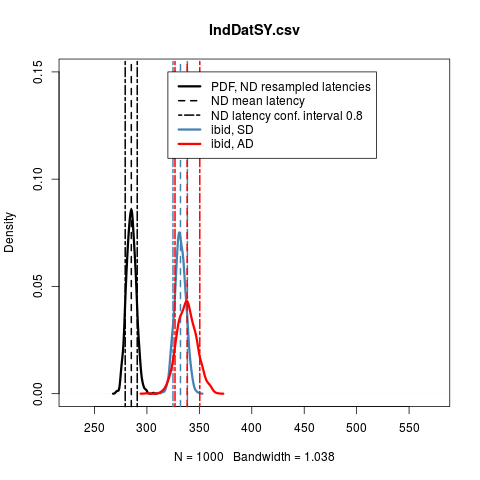 IndDatSY.csv
PDF, ND resampled latencies
ND mean latency
ND latency conf. interval 0.8
ibid, SD
ibid, AD
Density
0.15
0.10
0.05
0.00
250 300 350 400 450 500 550
N = 1000 Bandwidth = 1.038